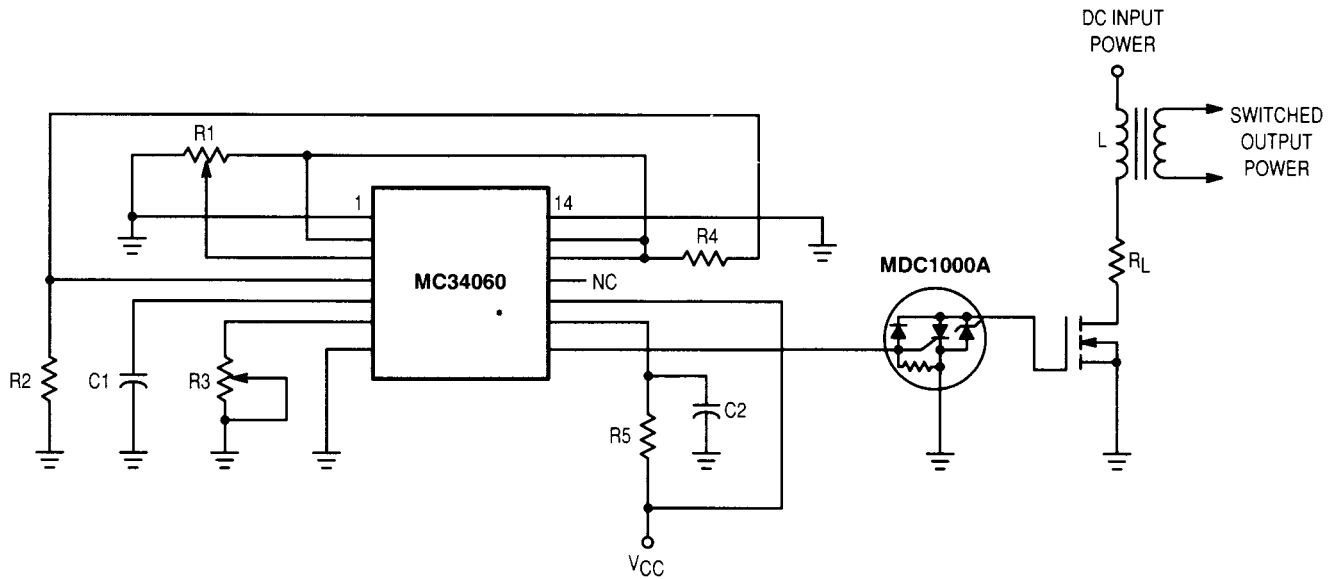 DC INPUT
POWER
L
SWITCHED
OUTPUT
POWER
R1
1
14
R4
MC34060
NC
MDC1000A
RL
R2
C1
R3
C2
R5
VCC